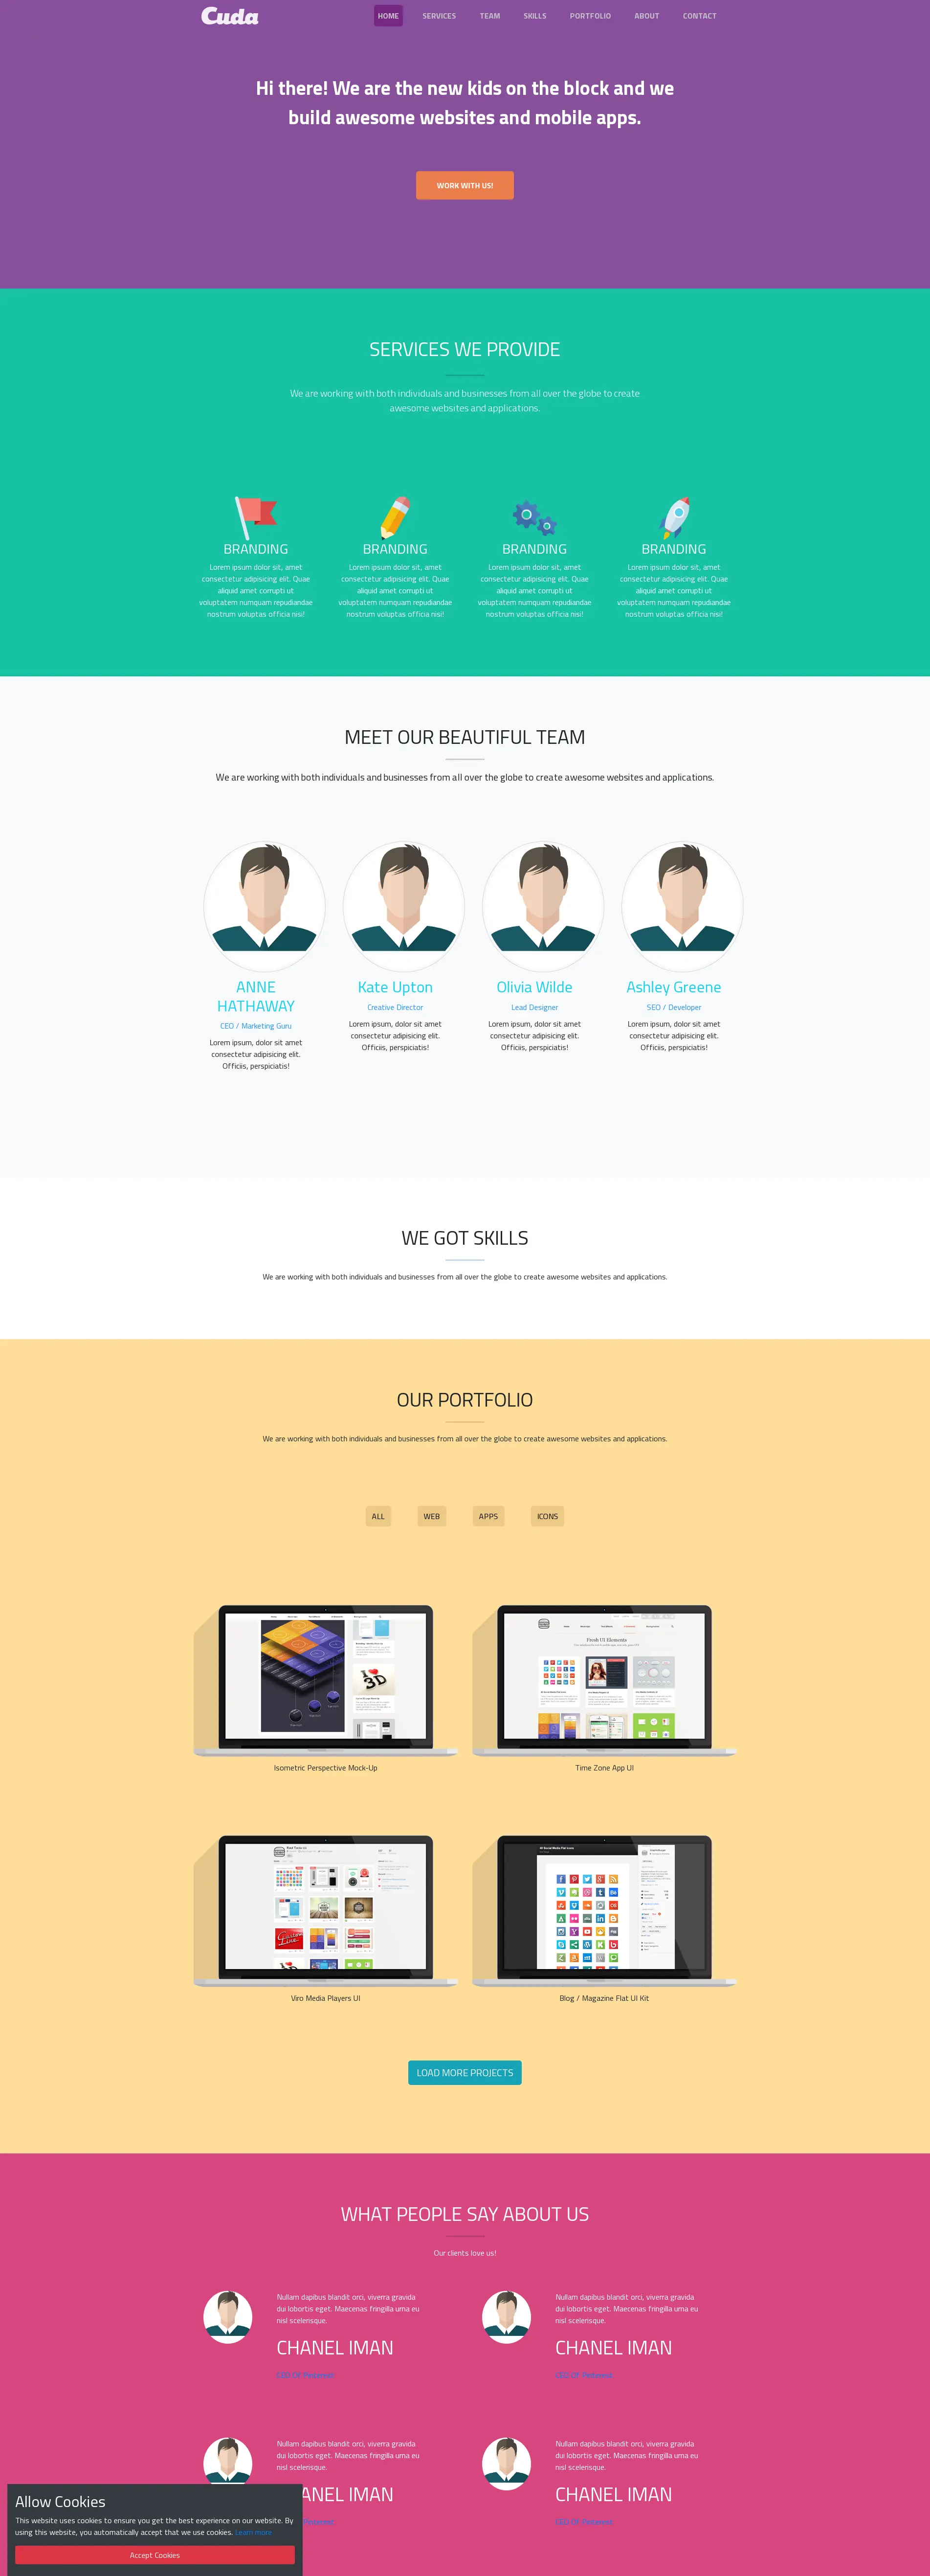 Cuda
HOME
SERVICES
TEAM
SKILLS
PORTFOLIO
ABOUT
CONTACT
Hi there! We are the new kids on the block and we
build awesome websites and mobile apps.
WORK WITH US!
SERVICES WE PROVIDE
We are working with both individuals and businesses from all over the globe to create
awesome websites and applications.
BRANDING
Lorem ipsum dolor sit, amet
consectetur adipisicing elit. Quae
aliquid amet corrupti ut
voluptatem numquam repudiandae
nostrum voluptas officia nisi!
BRANDING
Lorem ipsum dolor sit, amet
consectetur adipisicing elit. Quae
aliquid amet corrupti ut
voluptatem numquam repudiandae
nostrum voluptas officia nisi!
BRANDING
Lorem ipsum dolor sit, amet
consectetur adipisicing elit. Quae
aliquid amet corrupti ut
voluptatem numquam repudiandae
nostrum voluptas officia nisi!
BRANDING
Lorem ipsum dolor sit, amet
consectetur adipisicing elit. Quae
aliquid amet corrupti ut
voluptatem numquam repudiandae
nostrum voluptas officia nisi!
MEET OUR BEAUTIFUL TEAM
We are working with both individuals and businesses from all over the globe to create awesome websites and applications.
ANNE
HATHAWAY
CEO / Marketing Guru
Lorem ipsum, dolor sit amet
consectetur adipisicing elit.
Officiis, perspiciatis!
Kate Upton
Creative Director
Lorem ipsum, dolor sit amet
consectetur adipisicing elit.
Officiis, perspiciatis!
Olivia Wilde
Lead Designer
Lorem ipsum, dolor sit amet
consectetur adipisicing elit.
Officiis, perspiciatis!
Ashley Greene
SEO / Developer
Lorem ipsum, dolor sit amet
consectetur adipisicing elit.
Officiis, perspiciatis!
WE GOT SKILLS
We are working with both individuals and businesses from all over the globe to create awesome websites and applications.
OUR PORTFOLIO
We are working with both individuals and businesses from all over the globe to create awesome websites and applications.
ALL
WEB
APPS
ICONS
I
3D
Isometric Perspective Mock-Up
Fresh UI Elements
Time Zone App UI
Viro Media Players UI
Blog / Magazine Flat UI Kit
LOAD MORE PROJECTS
WHAT PEOPLE SAY ABOUT US
Our clients love us!
Nullam dapibus blandit orci, viverra gravida
dui lobortis eget. Maecenas fringilla urna eu
nisl scelerisque.
CHANEL IMAN
CEO Of Pinterest
Nullam dapibus blandit orci, viverra gravida
dui lobortis eget. Maecenas fringilla urna eu
nisl scelerisque.
CHANEL IMAN
CEO Of Pinterest
Nullam dapibus blandit orci, viverra gravida
dui lobortis eget. Maecenas fringilla urna eu
nisl scelerisque.
ANEL IMAN
Pinterest
Nullam dapibus blandit orci, viverra gravida
dui lobortis eget. Maecenas fringilla urna eu
nisl scelerisque.
CHANEL IMAN
CEO Of Pinterest
Allow Cookies
This website uses cookies to ensure you get the best experience on our website. By
using this website, you automatically accept that we use cookies. Learn more
Accept Cookies